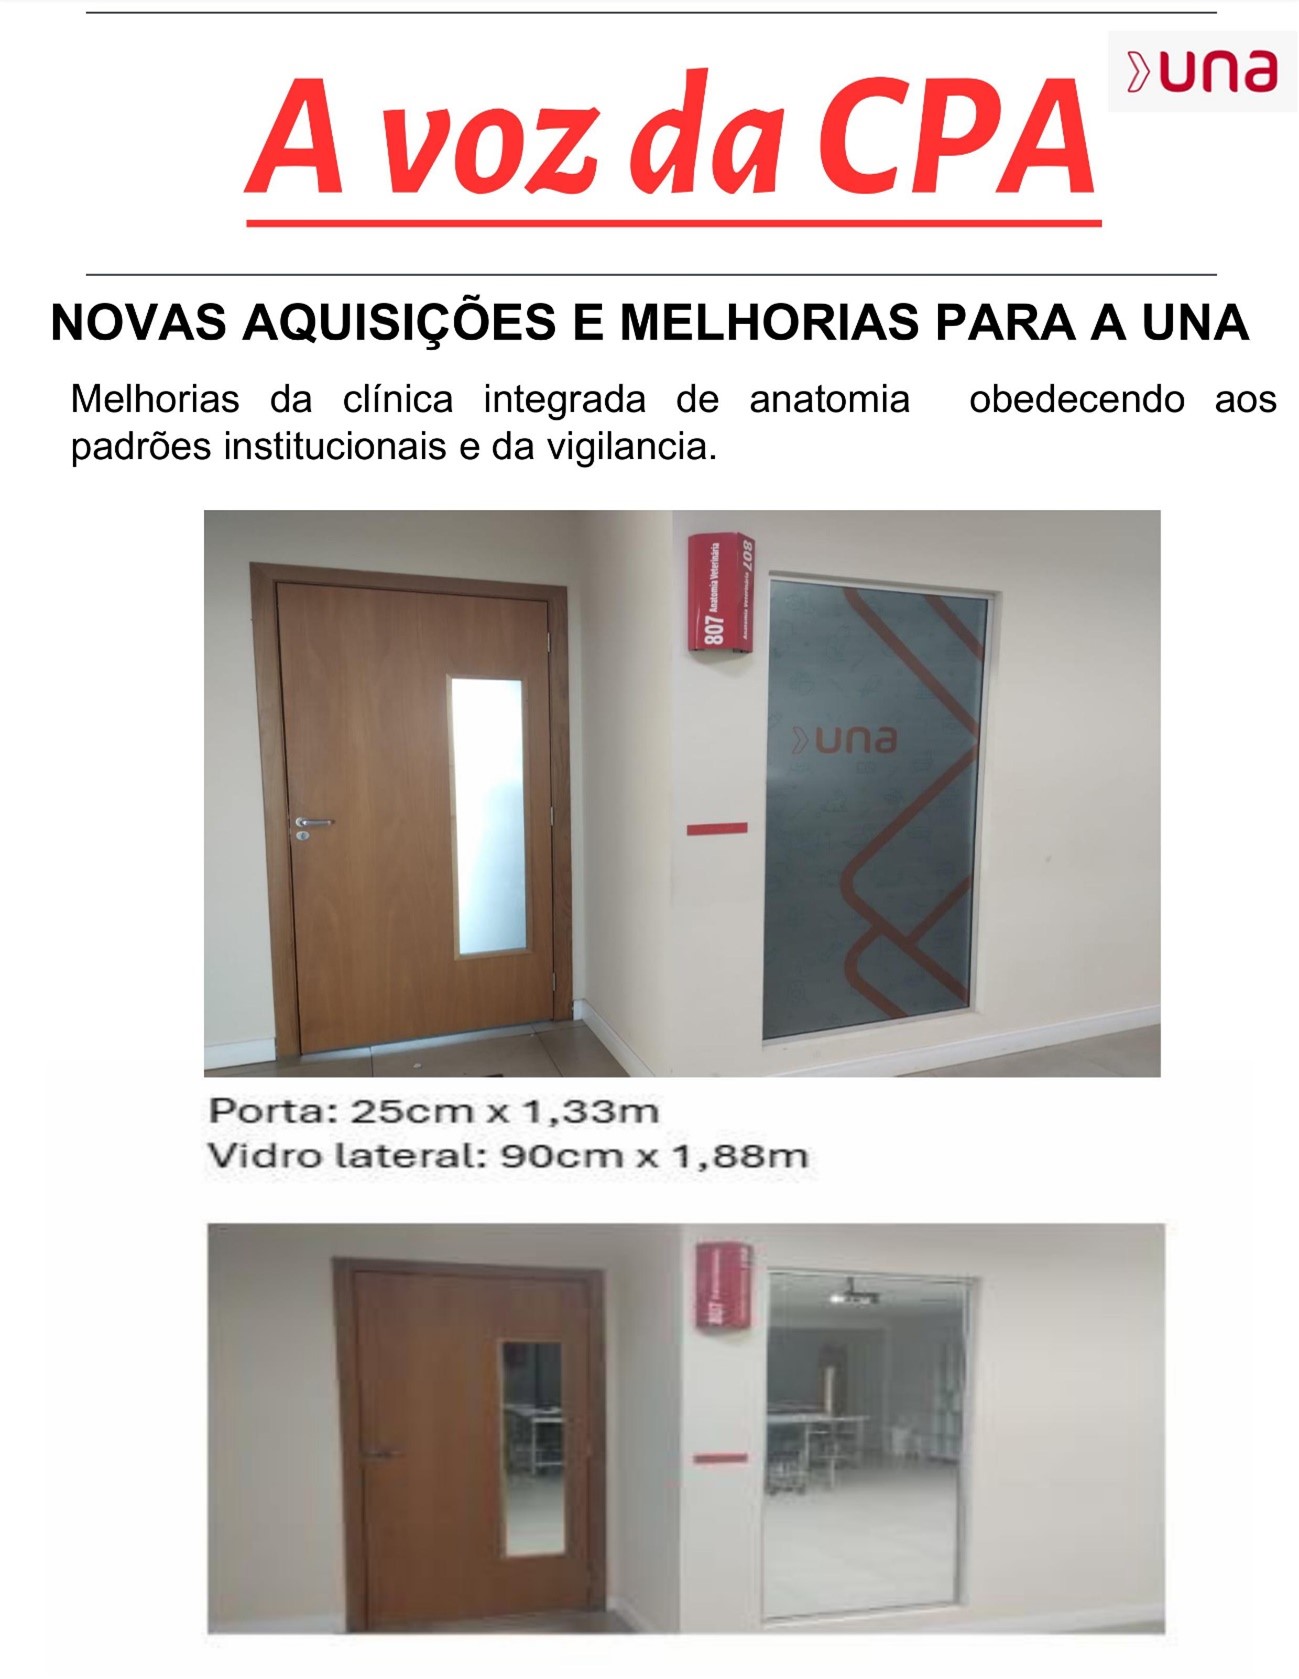 una
A voz da CPA
NOVAS AQUISIÇÕES E MELHORIAS PARA A UNA
Melhorias da clínica integrada de anatomia obedecendo aos
padrões institucionais e da vigilancia.
807 Anatomia Veterinária
807
una
Porta: 25cm x 1,33m
Vidro lateral: 90cm x 1,88m
807